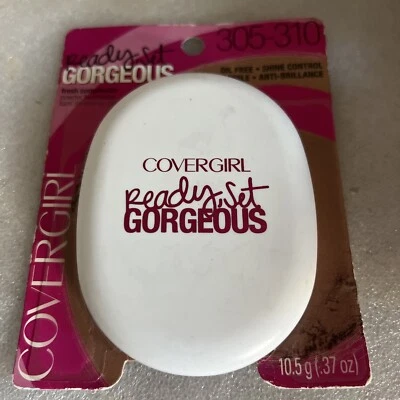 Ready, Set
GORGEOUS
305-310
OIL FREE • SHINE CONTROL
ANTI-BRILLANCE
COVERGIRL
COVERGIRL
Ready, Set
GORGEOUS
10.5 g (.37 oz)